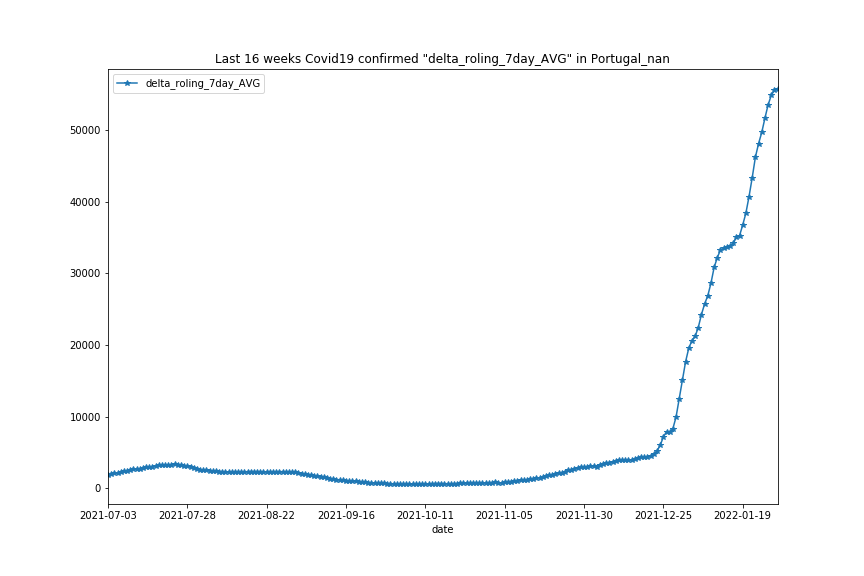 Last 16 weeks Covid19 confirmed "delta_roling_7day_AVG" in Portugal_nan
delta_roling_7day_AVG
50000
40000
30000
20000
10000
0
2021-07-03 2021-07-28 2021-08-22 2021-09-16 2021-10-11 2021-11-05 2021-11-30 2021-12-25 2022-01-19
date